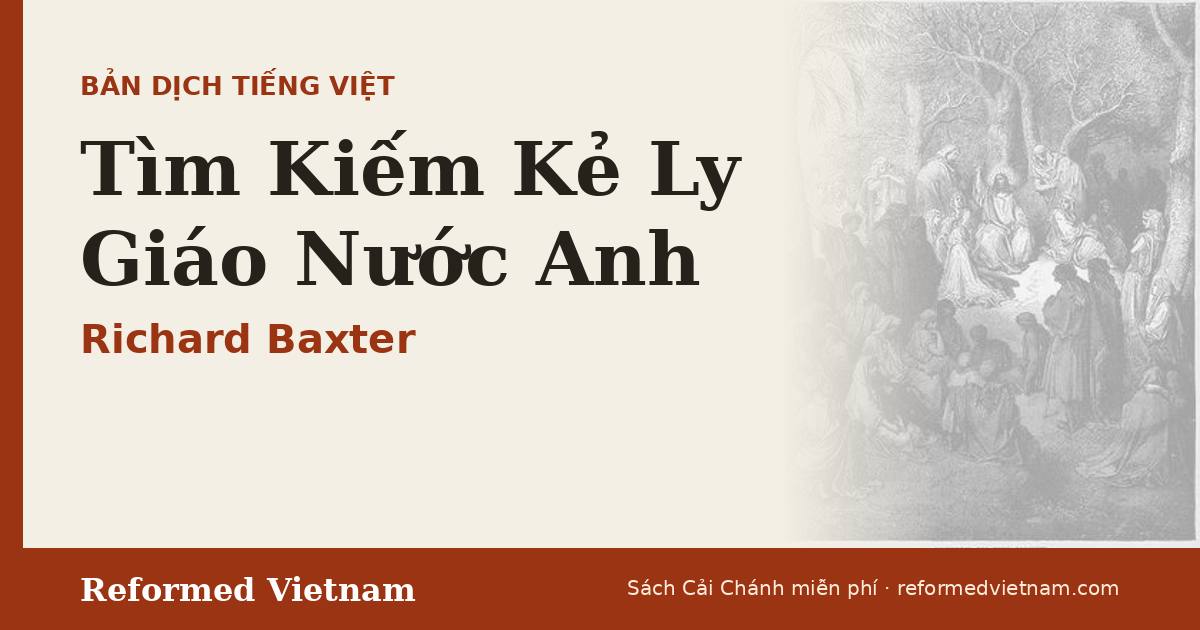 BẢN DỊCH TIẾNG VIỆT
Tìm Kiếm Kẻ Ly
Giáo Nước Anh
Richard Baxter
Reformed Vietnam
Sách Cải Chánh miễn phí · reformedvietnam.com